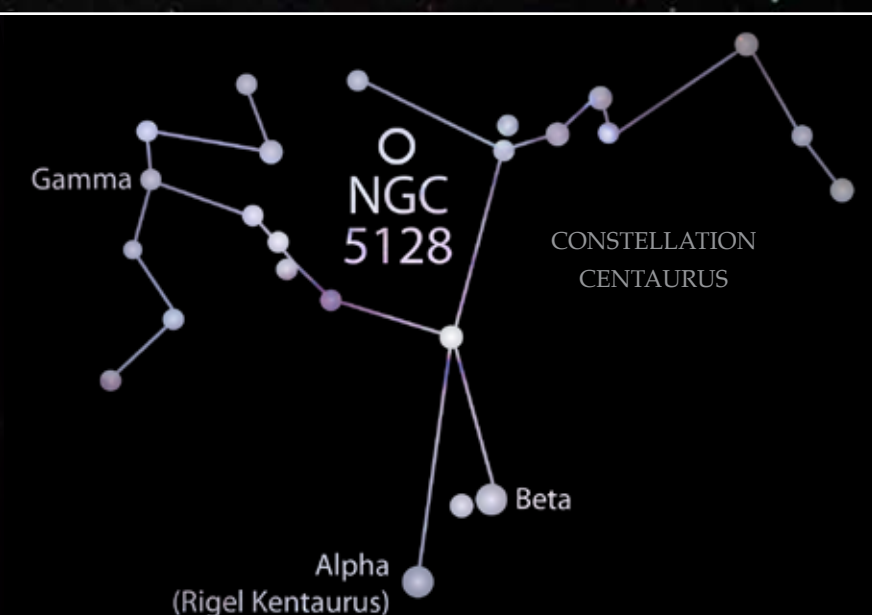 Gamma
NGC
5128
CONSTELLATION
CENTAURUS
Beta
Alpha
(Rigel Kentaurus)